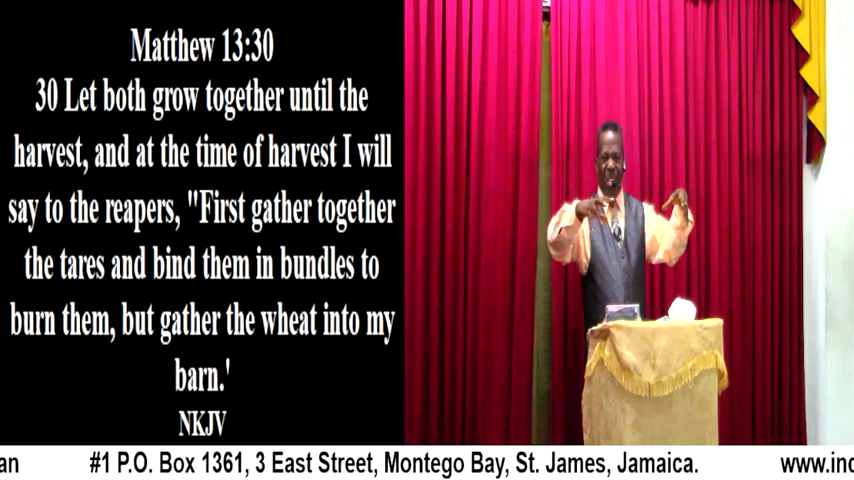 Matthew 13:30
30 Let both grow together until the
harvest, and at the time of harvest I will
say to the reapers, "First gather together
the tares and bind them in bundles to
burn them, but gather the wheat into my
barn.'
NKJV
an #1 P.O. Box 1361, 3 East Street, Montego Bay, St. James, Jamaica. www.inc